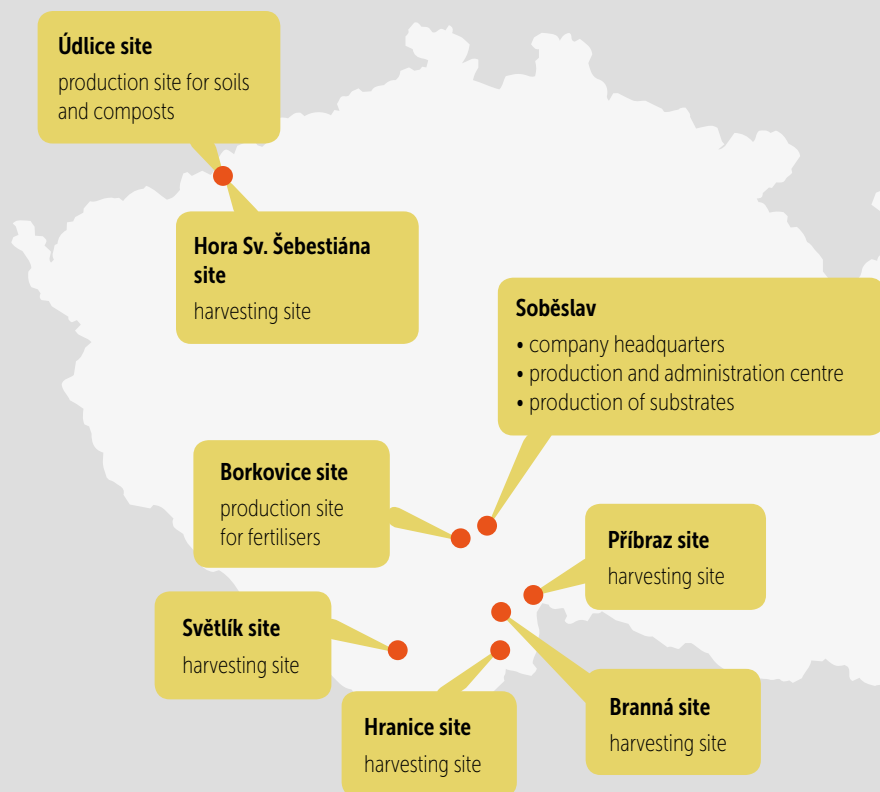 Údlice site
production site for soils
and composts
Hora Sv. Šebestiána
site
harvesting site
Soběslav
• company headquarters
• production and administration centre
• production of substrates
Borkovice site
production site
for fertilisers
Příbraz site
harvesting site
Světlík site
harvesting site
Hranice site
harvesting site
Branná site
harvesting site